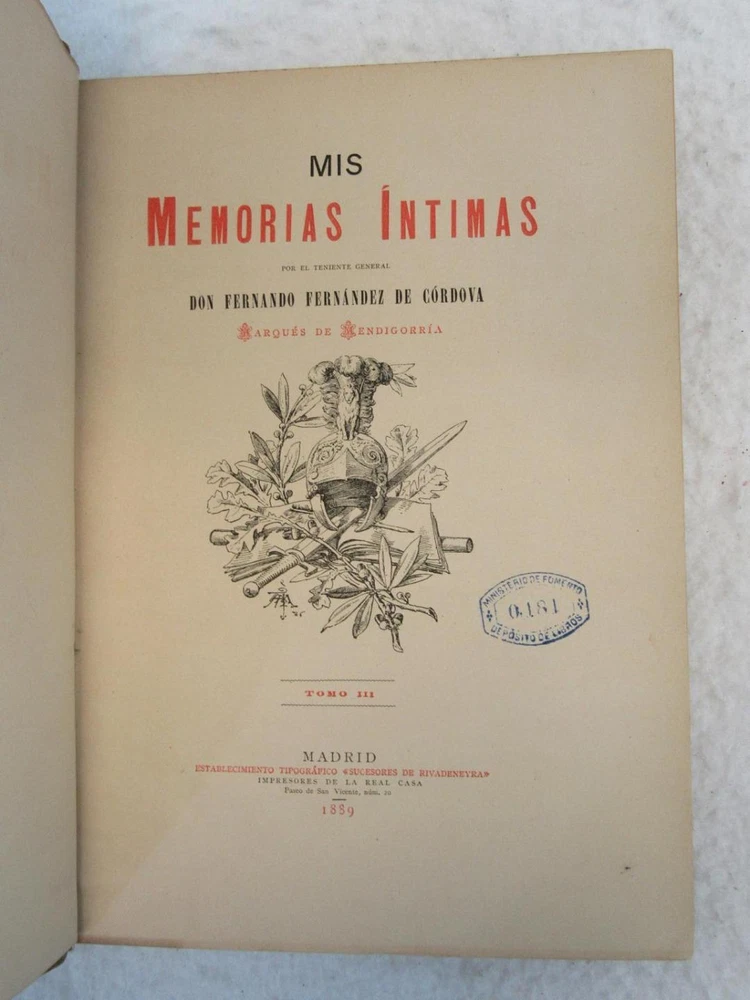 MIS
MEMORIAS ÍNTIMAS
POR EL TENIENTE GENERAL
DON FERNANDO FERNÁNDEZ DE CÓRDOVA
MARQUÉS DE MENDIGORRÍA
MINISTERIO DE FOMENTO
0.181
DEPÓSITO DE LIBROS
TOMO III
MADRID
ESTABLECIMIENTO TIPOGRÁFICO «SUCESORES DE RIVADENEYRA»
IMPRESORES DE LA REAL CASA
Paseo de San Vicente, núm. 20
1889